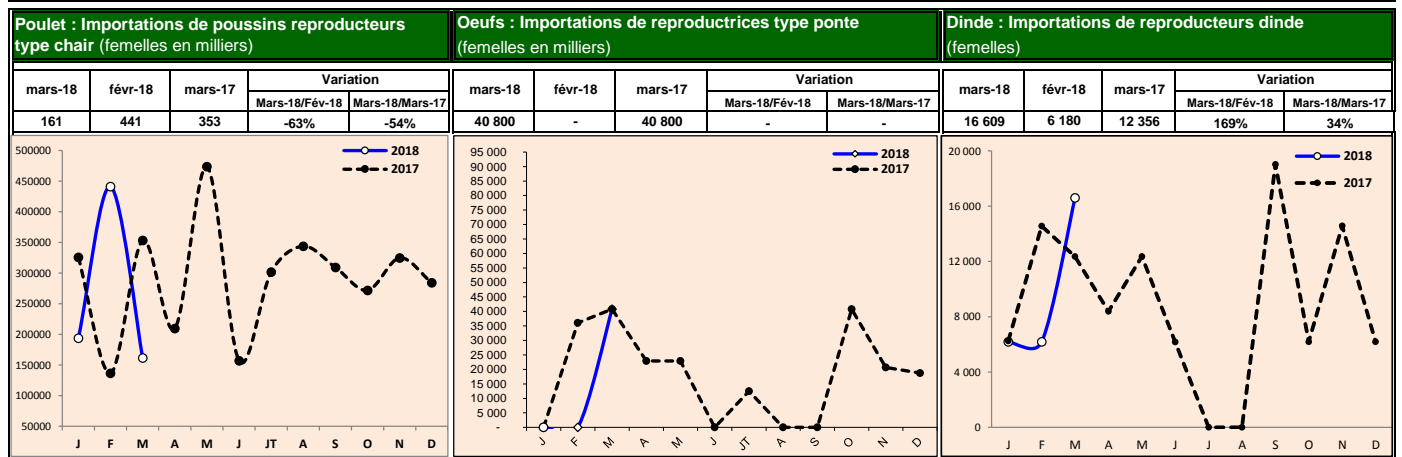 Poulet : Importations de poussins reproducteurs
type chair (femelles en milliers)
mars-18 févr-18 mars-17 Variation
Mars-18/Fév-18 Mars-18/Mars-17
161 441 353 -63% -54%
500000
450000
400000
350000
300000
250000
200000
150000
100000
50000
2018
2017
J F M A M J JT A S O N D
Oeufs : Importations de reproductrices type ponte
(femelles en milliers)
mars-18 févr-18 mars-17 Variation
Mars-18/Fév-18 Mars-18/Mars-17
40 800 - 40 800 - -
95 000
90 000
85 000
80 000
75 000
70 000
65 000
60 000
55 000
50 000
45 000
40 000
35 000
30 000
25 000
20 000
15 000
10 000
5 000
-
2018
2017
J F M A M J JT A S O N D
Dinde : Importations de reproducteurs dinde
(femelles)
mars-18 févr-18 mars-17 Variation
Mars-18/Fév-18 Mars-18/Mars-17
16 609 6 180 12 356 169% 34%
20 000
16 000
12 000
8 000
4 000
0
2018
2017
J F M A M J J A S O N D